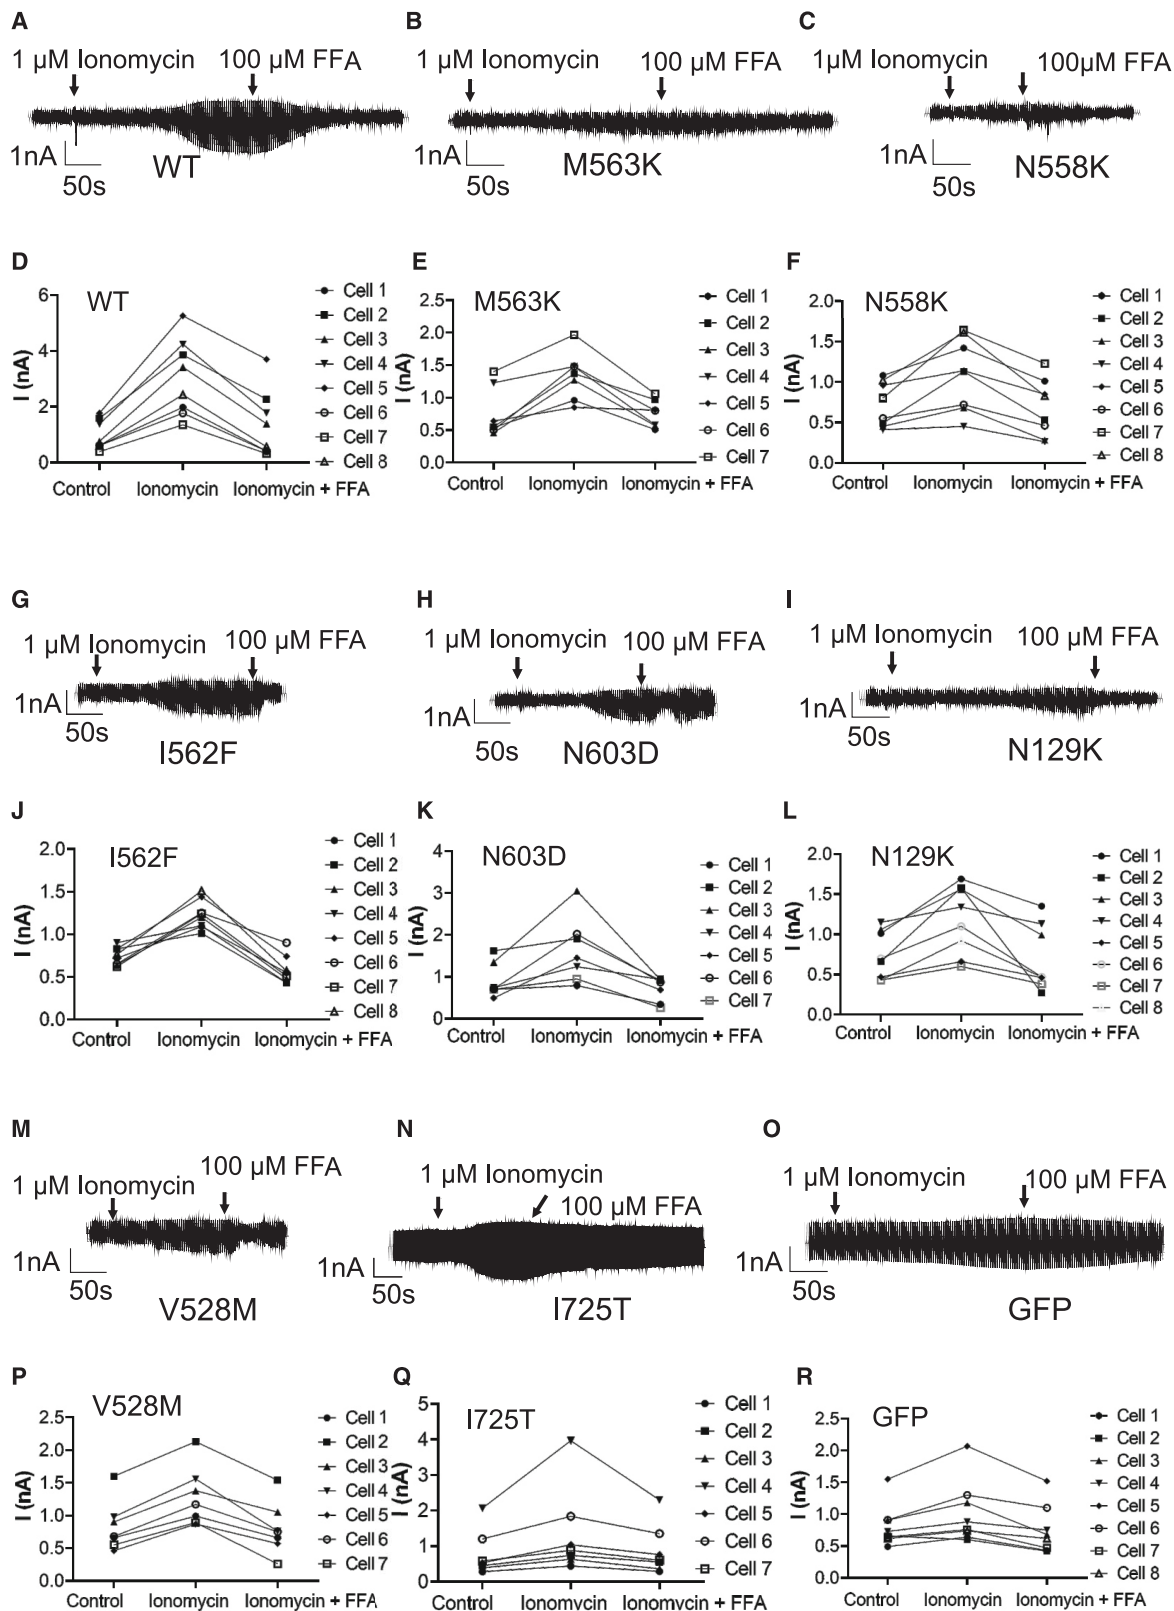 A
B
C
1 µM Ionomycin
100 µM FFA
1 µM Ionomycin
100 µM FFA
1µM Ionomycin
100µM FFA
1nA
50s
WT
1nA
50s
M563K
1nA
50s
N558K
D
E
F
WT
M563K
N558K
I (nA)
6
4
2
0
Control
Ionomycin
Ionomycin + FFA
Cell 1
Cell 2
Cell 3
Cell 4
Cell 5
Cell 6
Cell 7
Cell 8
I (nA)
2.5
2.0
1.5
1.0
0.5
0.0
Control
Ionomycin
Ionomycin + FFA
Cell 1
Cell 2
Cell 3
Cell 4
Cell 5
Cell 6
Cell 7
I (nA)
2.0
1.5
1.0
0.5
0.0
Control
Ionomycin
Ionomycin + FFA
Cell 1
Cell 2
Cell 3
Cell 4
Cell 5
Cell 6
Cell 7
Cell 8
G
H
I
1 µM Ionomycin
100 µM FFA
1 µM Ionomycin
100 µM FFA
1 µM Ionomycin
100 µM FFA
1nA
50s
I562F
1nA
50s
N603D
1nA
50s
N129K
J
K
L
I562F
N603D
N129K
I (nA)
2.0
1.5
1.0
0.5
0.0
Control
Ionomycin
Ionomycin + FFA
Cell 1
Cell 2
Cell 3
Cell 4
Cell 5
Cell 6
Cell 7
Cell 8
I (nA)
4
3
2
1
0
Control
Ionomycin
Ionomycin + FFA
Cell 1
Cell 2
Cell 3
Cell 4
Cell 5
Cell 6
Cell 7
I (nA)
2.0
1.5
1.0
0.5
0.0
Control
Ionomycin
Ionomycin + FFA
Cell 1
Cell 2
Cell 3
Cell 4
Cell 5
Cell 6
Cell 7
Cell 8
M
N
O
1 µM Ionomycin
100 µM FFA
1 µM Ionomycin
100 µM FFA
1 µM Ionomycin
100 µM FFA
1nA
50s
V528M
1nA
50s
I725T
1nA
50s
GFP
P
Q
R
V528M
I725T
GFP
I (nA)
2.5
2.0
1.5
1.0
0.5
0.0
Control
Ionomycin
Ionomycin + FFA
Cell 1
Cell 2
Cell 3
Cell 4
Cell 5
Cell 6
Cell 7
I (nA)
5
4
3
2
1
0
Control
Ionomycin
Ionomycin + FFA
Cell 1
Cell 2
Cell 3
Cell 4
Cell 5
Cell 6
Cell 7
I (nA)
2.5
2.0
1.5
1.0
0.5
0.0
Control
Ionomycin
Ionomycin + FFA
Cell 1
Cell 2
Cell 3
Cell 4
Cell 5
Cell 6
Cell 7
Cell 8